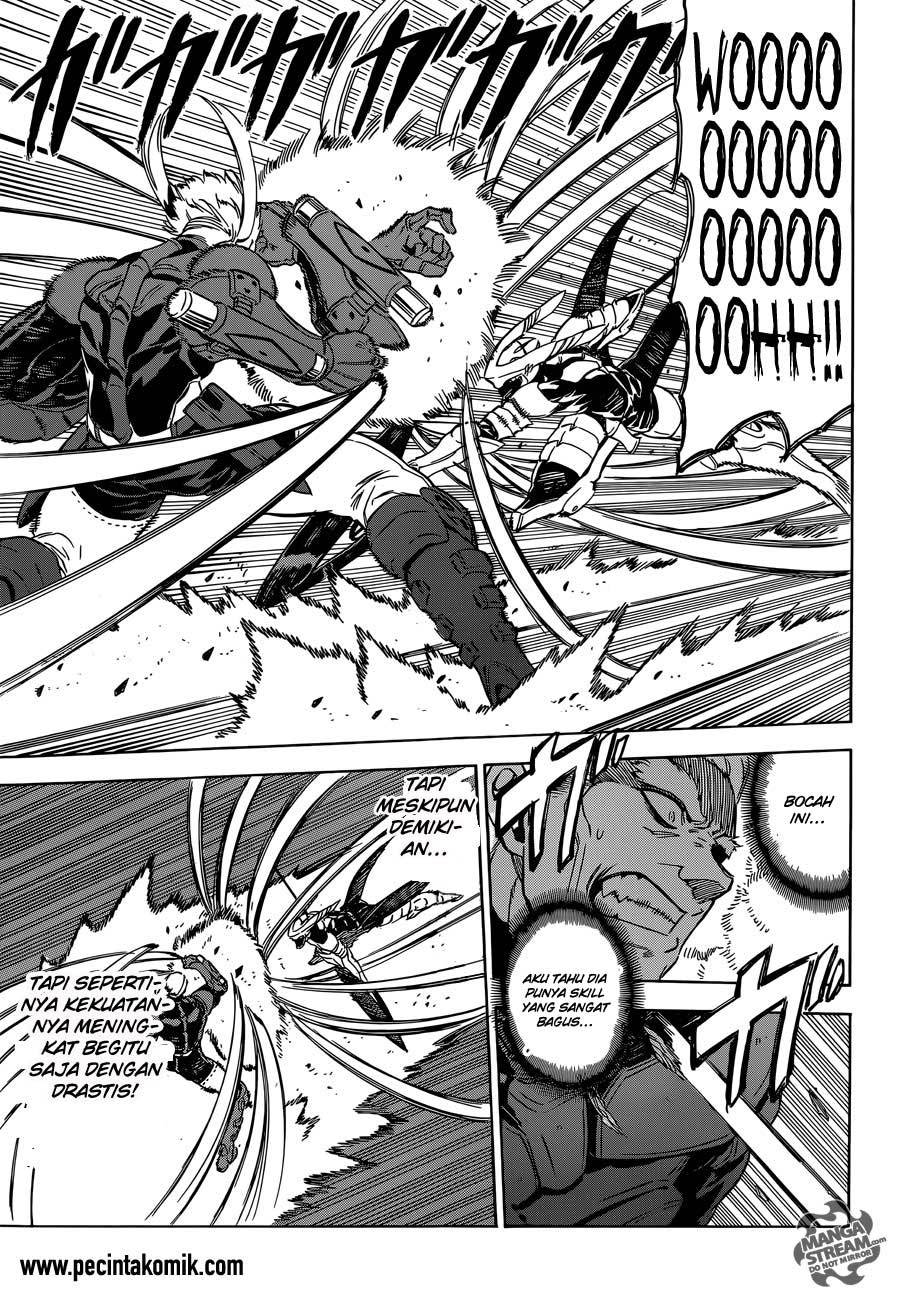 WOOOO
OOOOO
OOOOO
OOHH!!
ガガガガガガ
BOCAH
INI...
ガ
AKU TAHU DIA
PUNYA SKILL
YANG SANGAT
BAGUS...
ガ
TAPI
MESKIPUN
DEMIKI-
AN...
TAPI SEPERTI-
NYA KEKUATAN-
NYA MENING-
KAT BEGITU
SAJA DENGAN
DRASTIS!
www.pecintakomik.com
MANGA
STREAM.com
DO NOT MIRROR